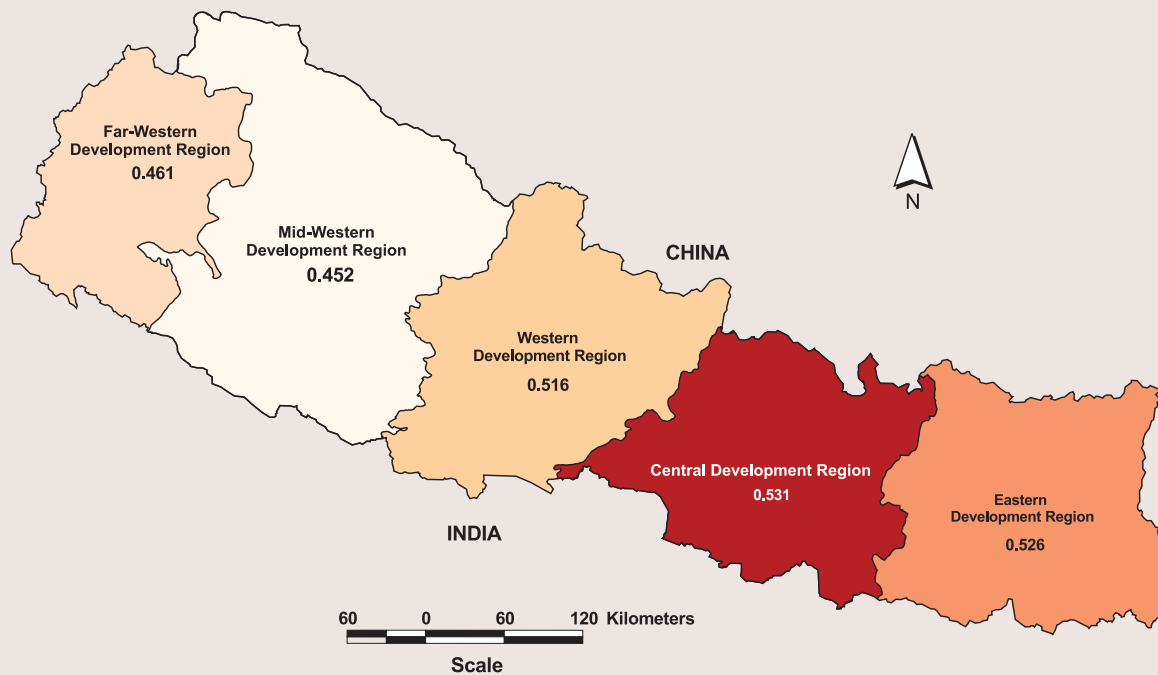 Far-Western
Development Region
0.461
Mid-Western
Development Region
0.452
N
CHINA
Western
Development Region
0.516
Central Development Region
0.531
Eastern
Development Region
0.526
INDIA
60 0 60 120 Kilometers
Scale